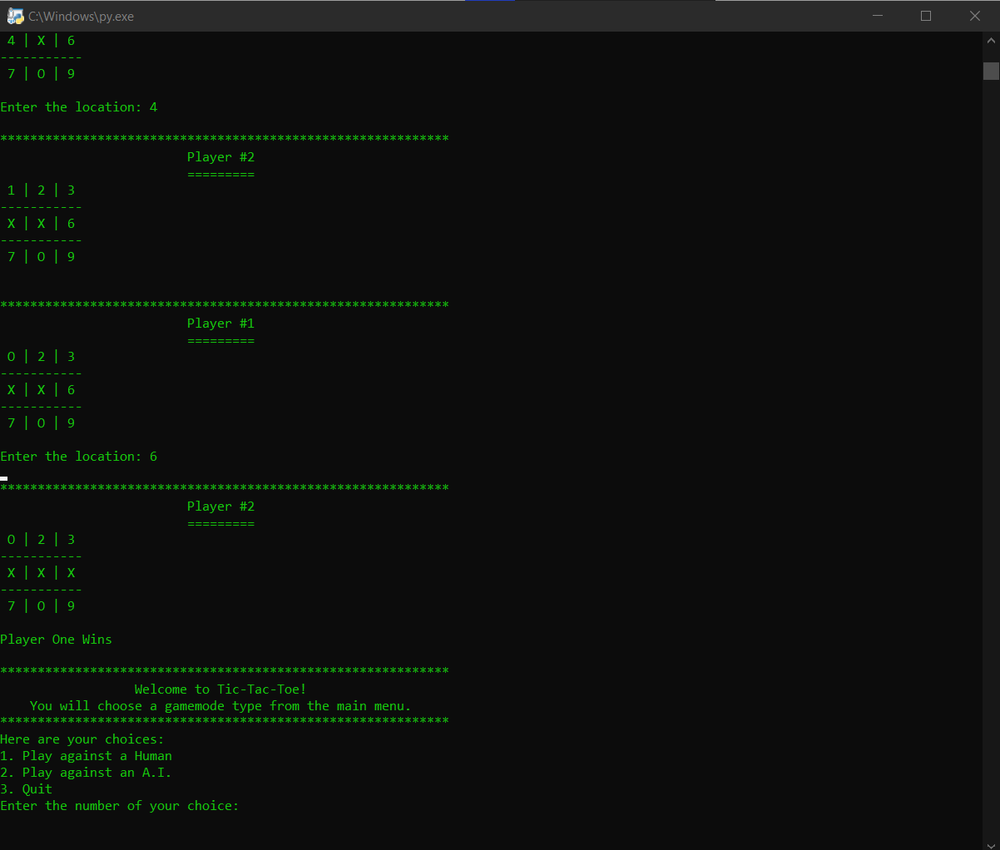 C:\Windows\py.exe
4 | X | 6
-----------
7 | O | 9
Enter the location: 4
************************************************************
Player #2
=========
1 | 2 | 3
-----------
X | X | 6
-----------
7 | O | 9
************************************************************
Player #1
=========
O | 2 | 3
-----------
X | X | 6
-----------
7 | O | 9
Enter the location: 6
************************************************************
Player #2
=========
O | 2 | 3
-----------
X | X | X
-----------
7 | O | 9
Player One Wins
************************************************************
Welcome to Tic-Tac-Toe!
You will choose a gamemode type from the main menu.
************************************************************
Here are your choices:
1. Play against a Human
2. Play against an A.I.
3. Quit
Enter the number of your choice: